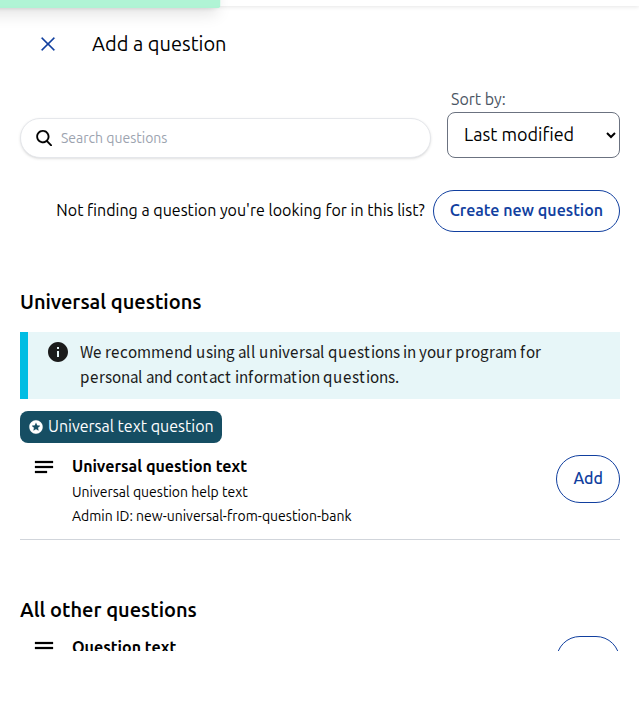 Add a question
Sort by:
Search questions
Last modified
Not finding a question you're looking for in this list?
Create new question
Universal questions
We recommend using all universal questions in your program for
personal and contact information questions.
Universal text question
Universal question text
Add
Universal question help text
Admin ID: new-universal-from-question-bank
All other questions
Question text